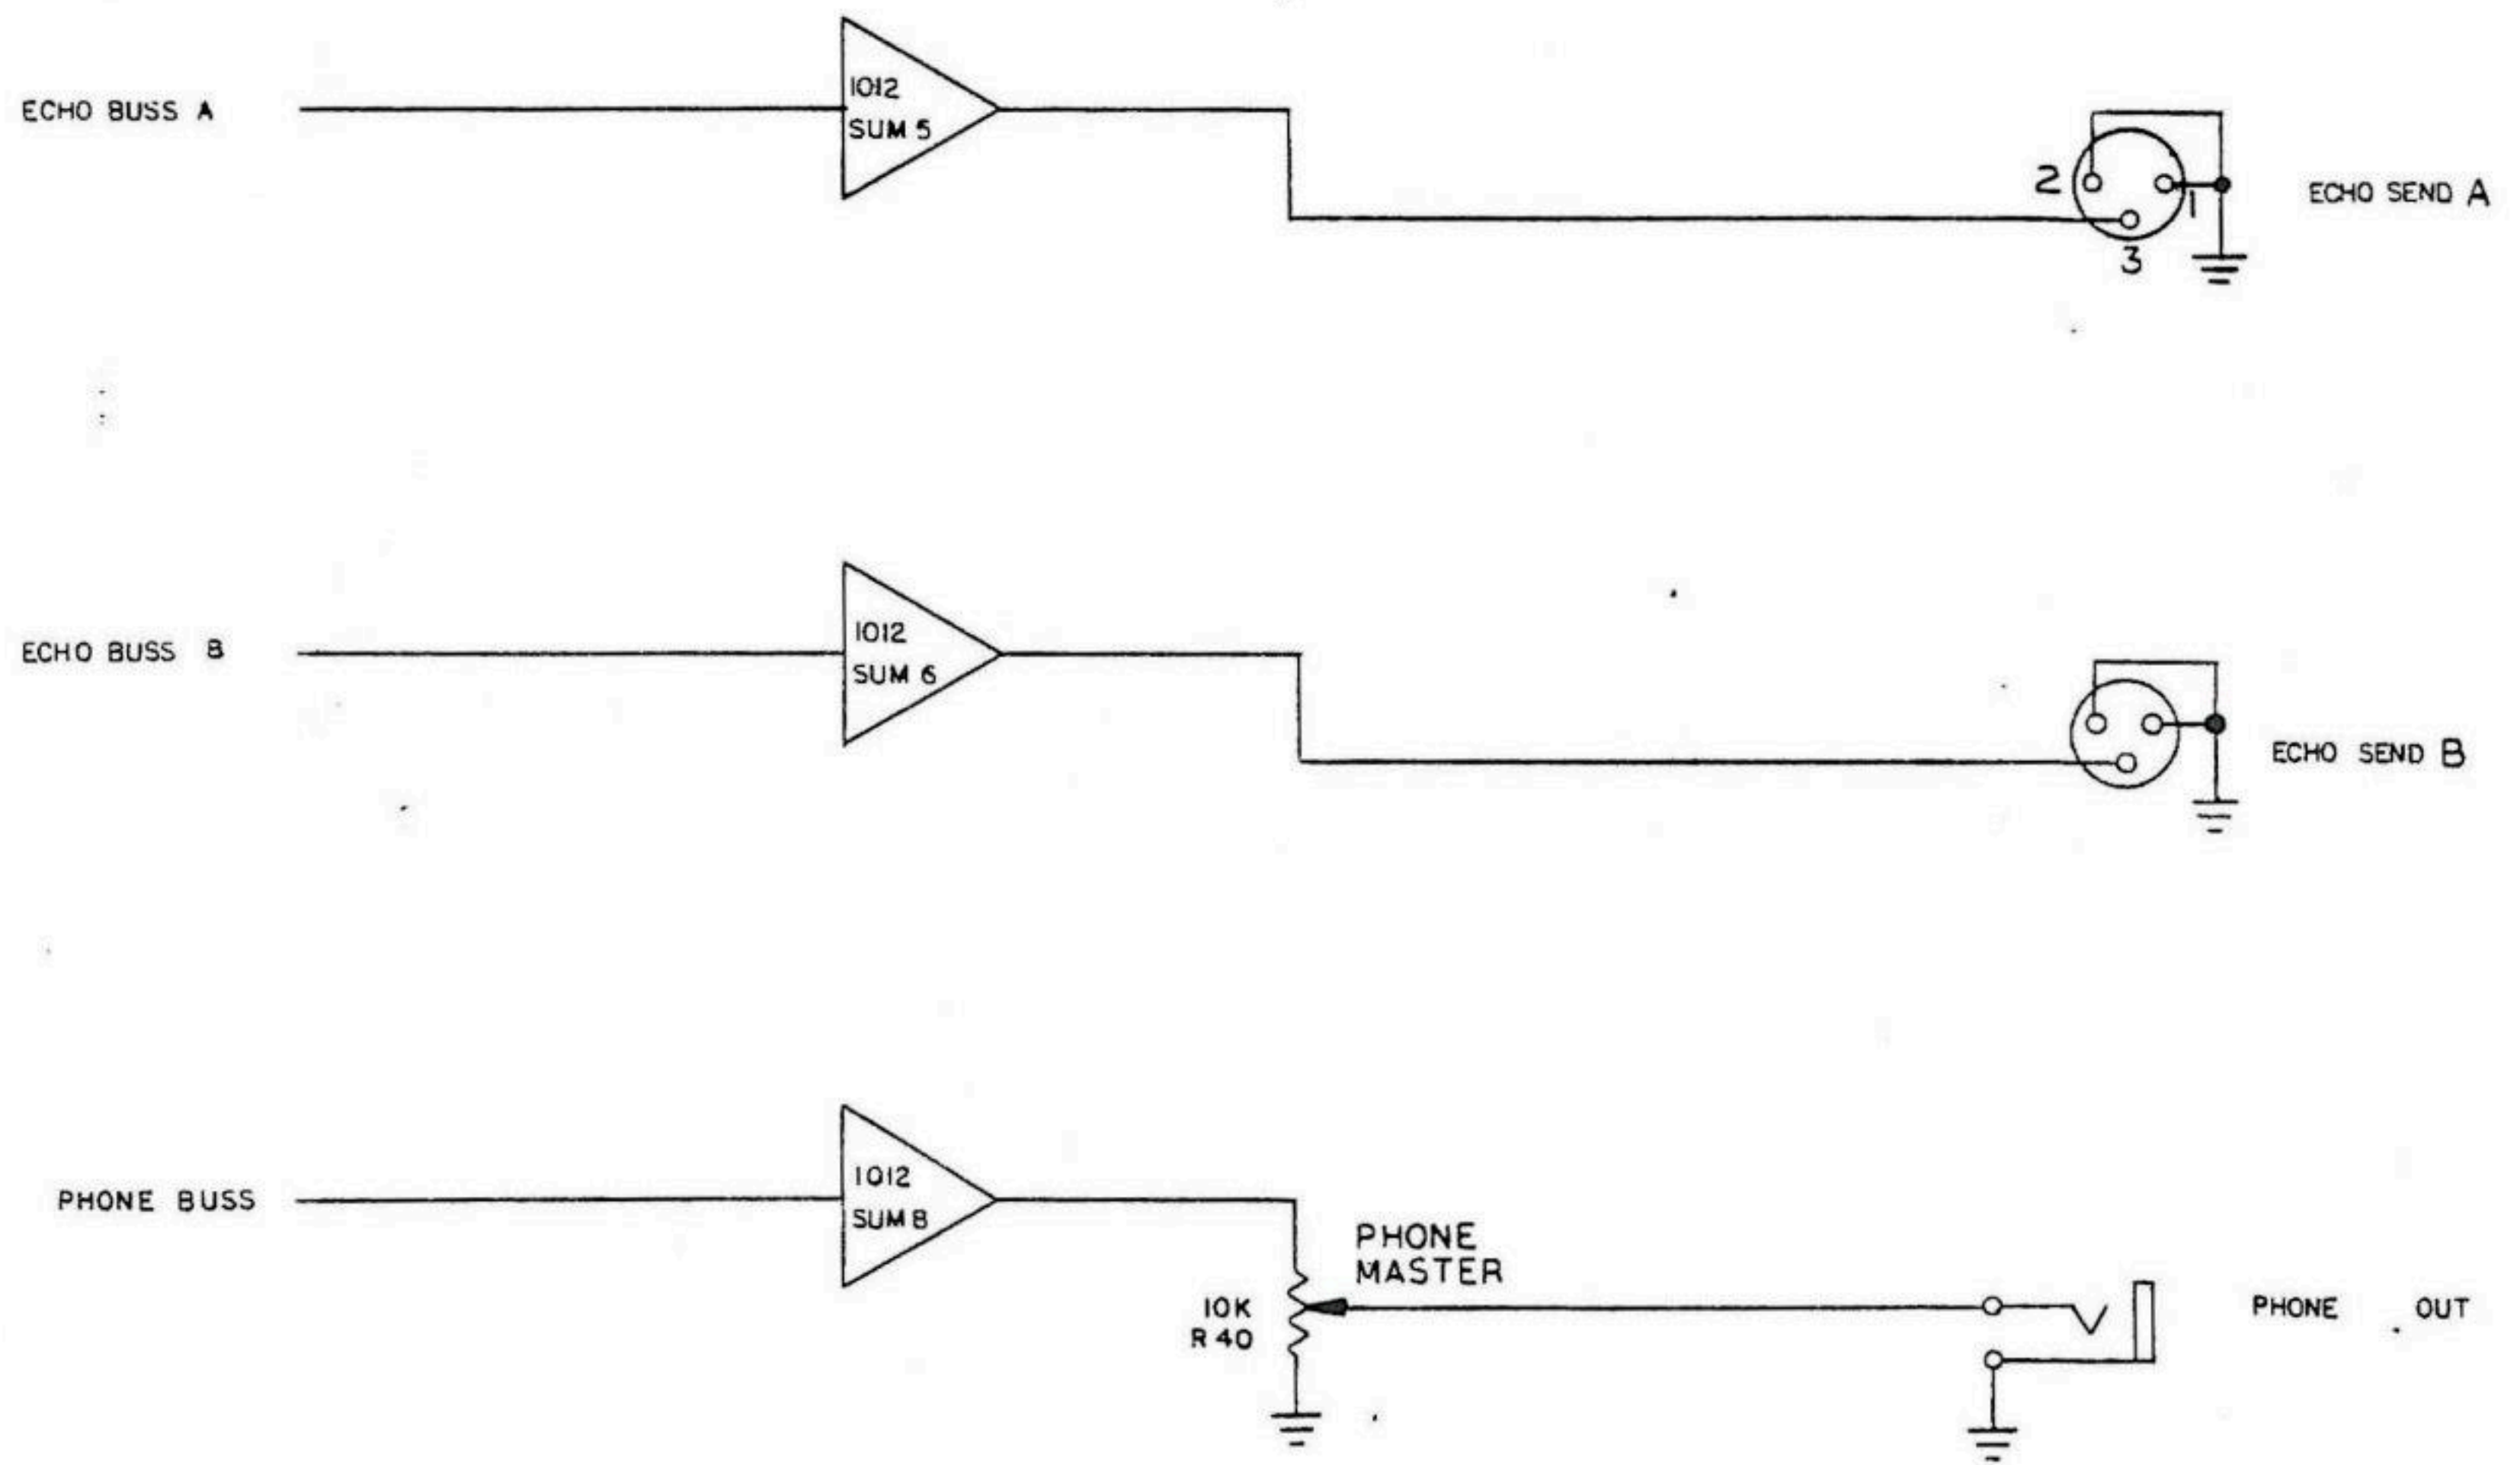 ECHO BUSS A
1012
SUM 5
2
1
3
ECHO SEND A
ECHO BUSS B
1012
SUM 6
ECHO SEND B
PHONE BUSS
1012
SUM 8
PHONE
MASTER
10K
R 40
PHONE OUT